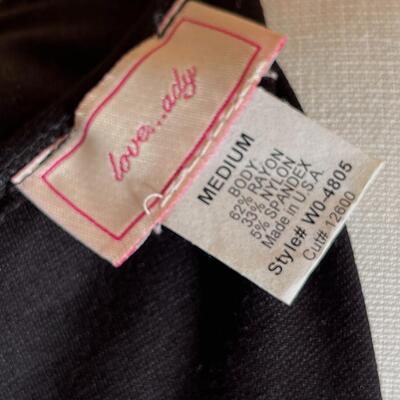 love...ady
MEDIUM
BODY:
62% RAYON
33% NYLON
5% SPANDEX
Made in U.S.A.
Style# W0-4805
Cut# 12600